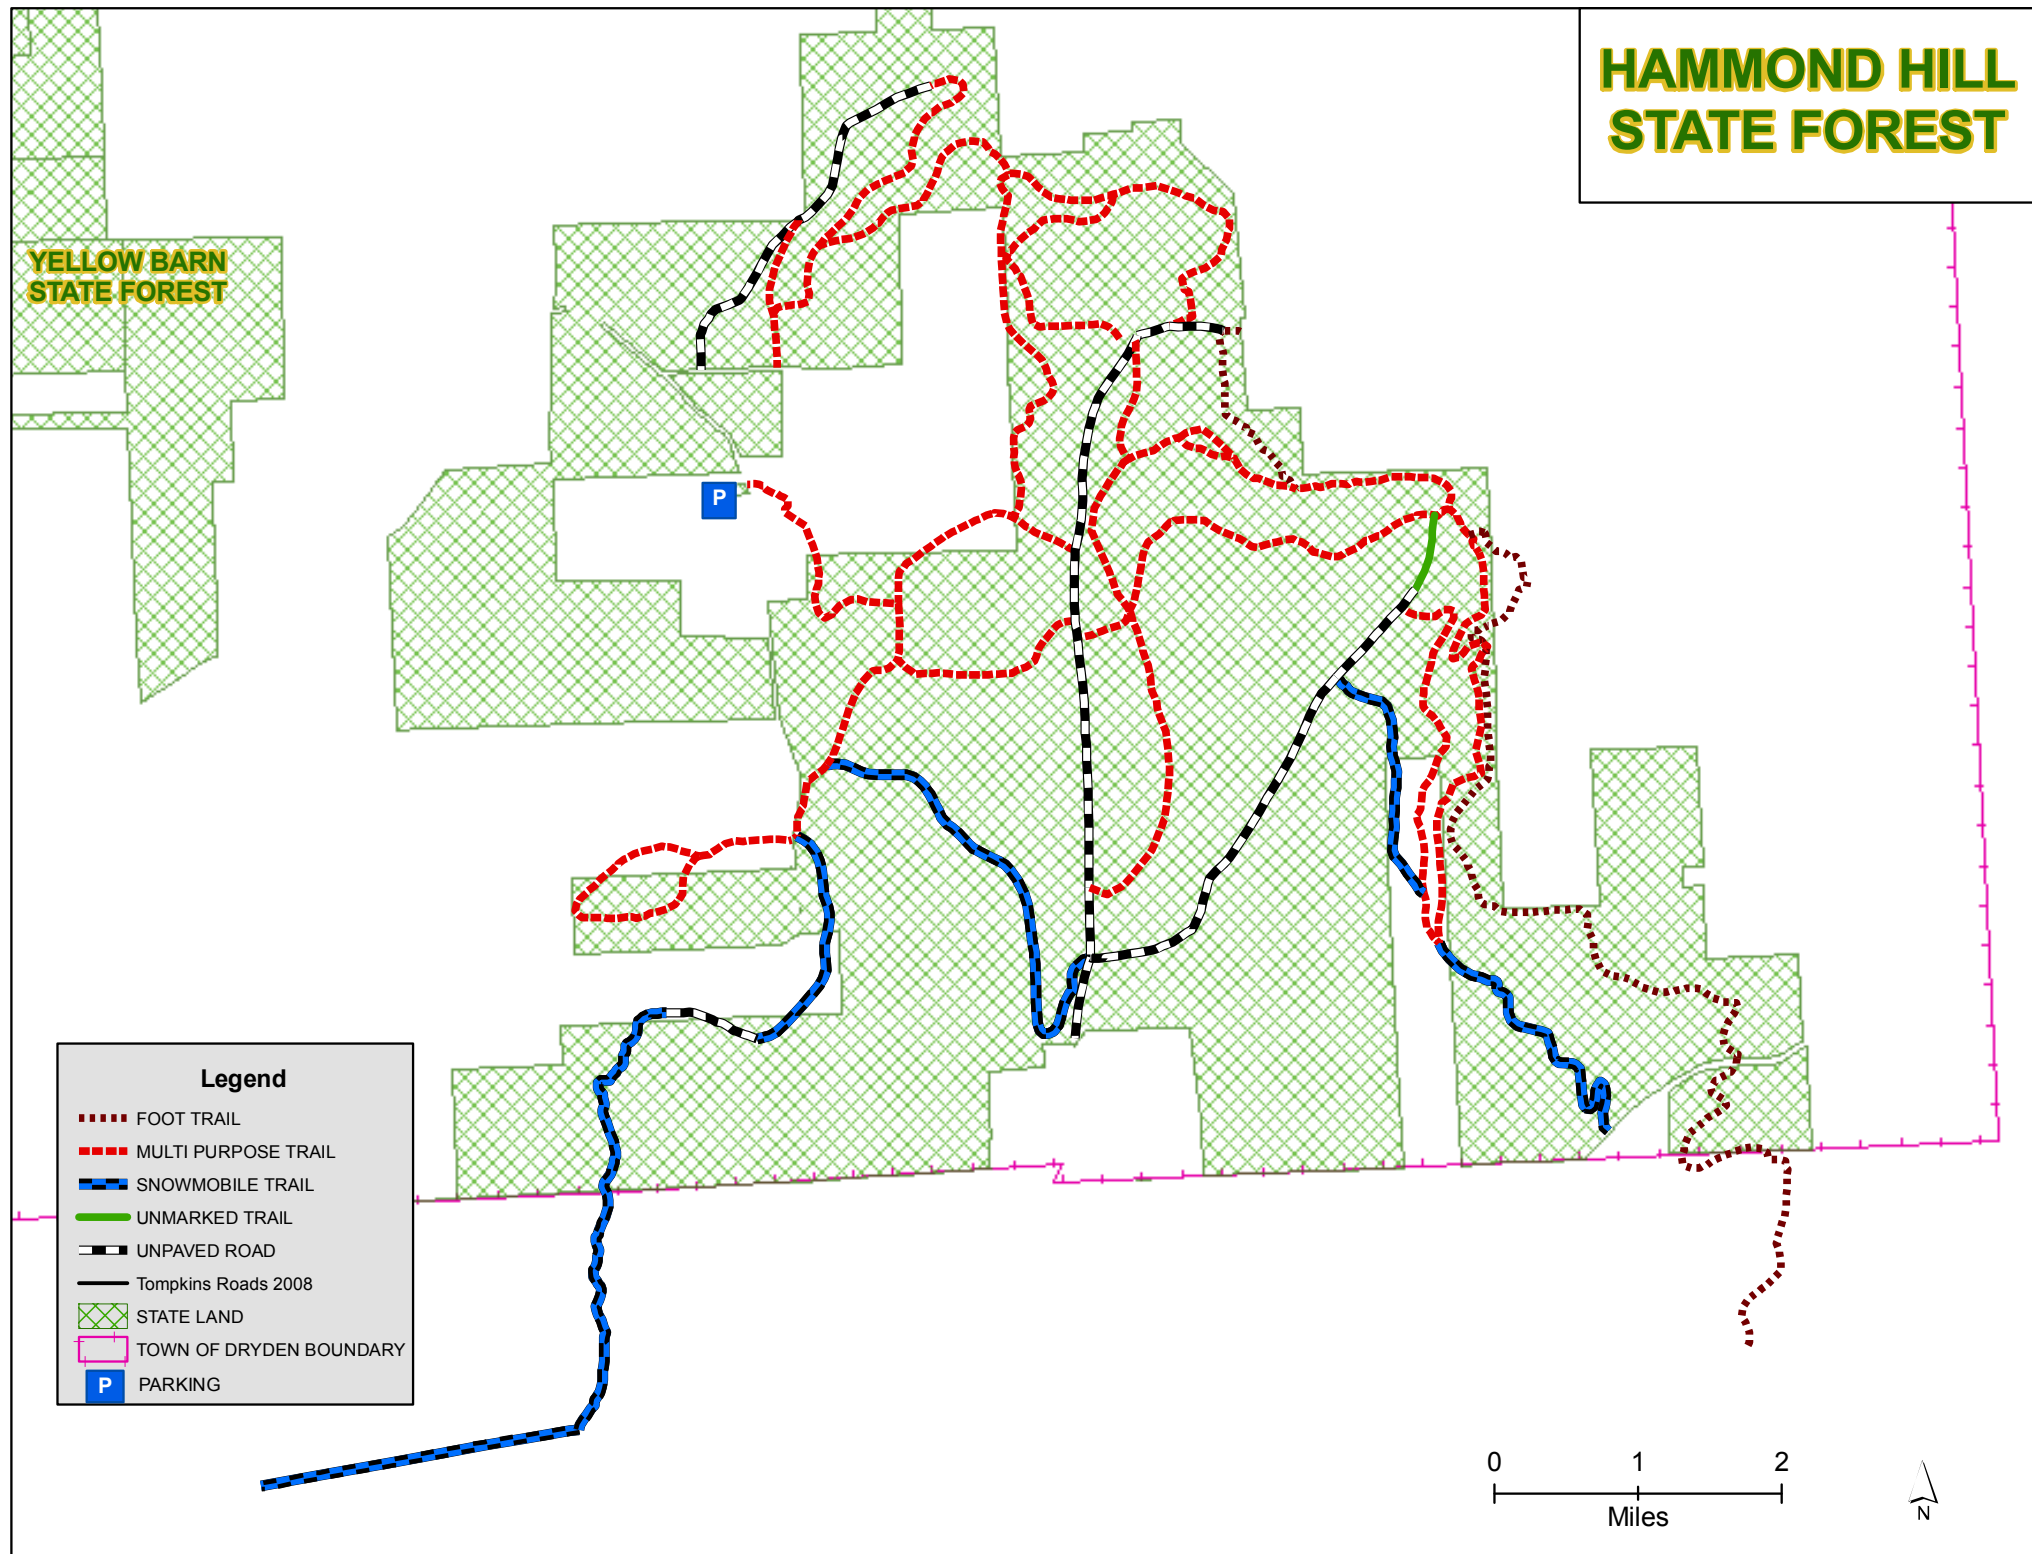 HAMMOND HILL
STATE FOREST
YELLOW BARN
STATE FOREST
P
Legend
FOOT TRAIL
MULTI PURPOSE TRAIL
SNOWMOBILE TRAIL
UNMARKED TRAIL
UNPAVED ROAD
Tompkins Roads 2008
STATE LAND
TOWN OF DRYDEN BOUNDARY
P PARKING
0 1 2
Miles
N